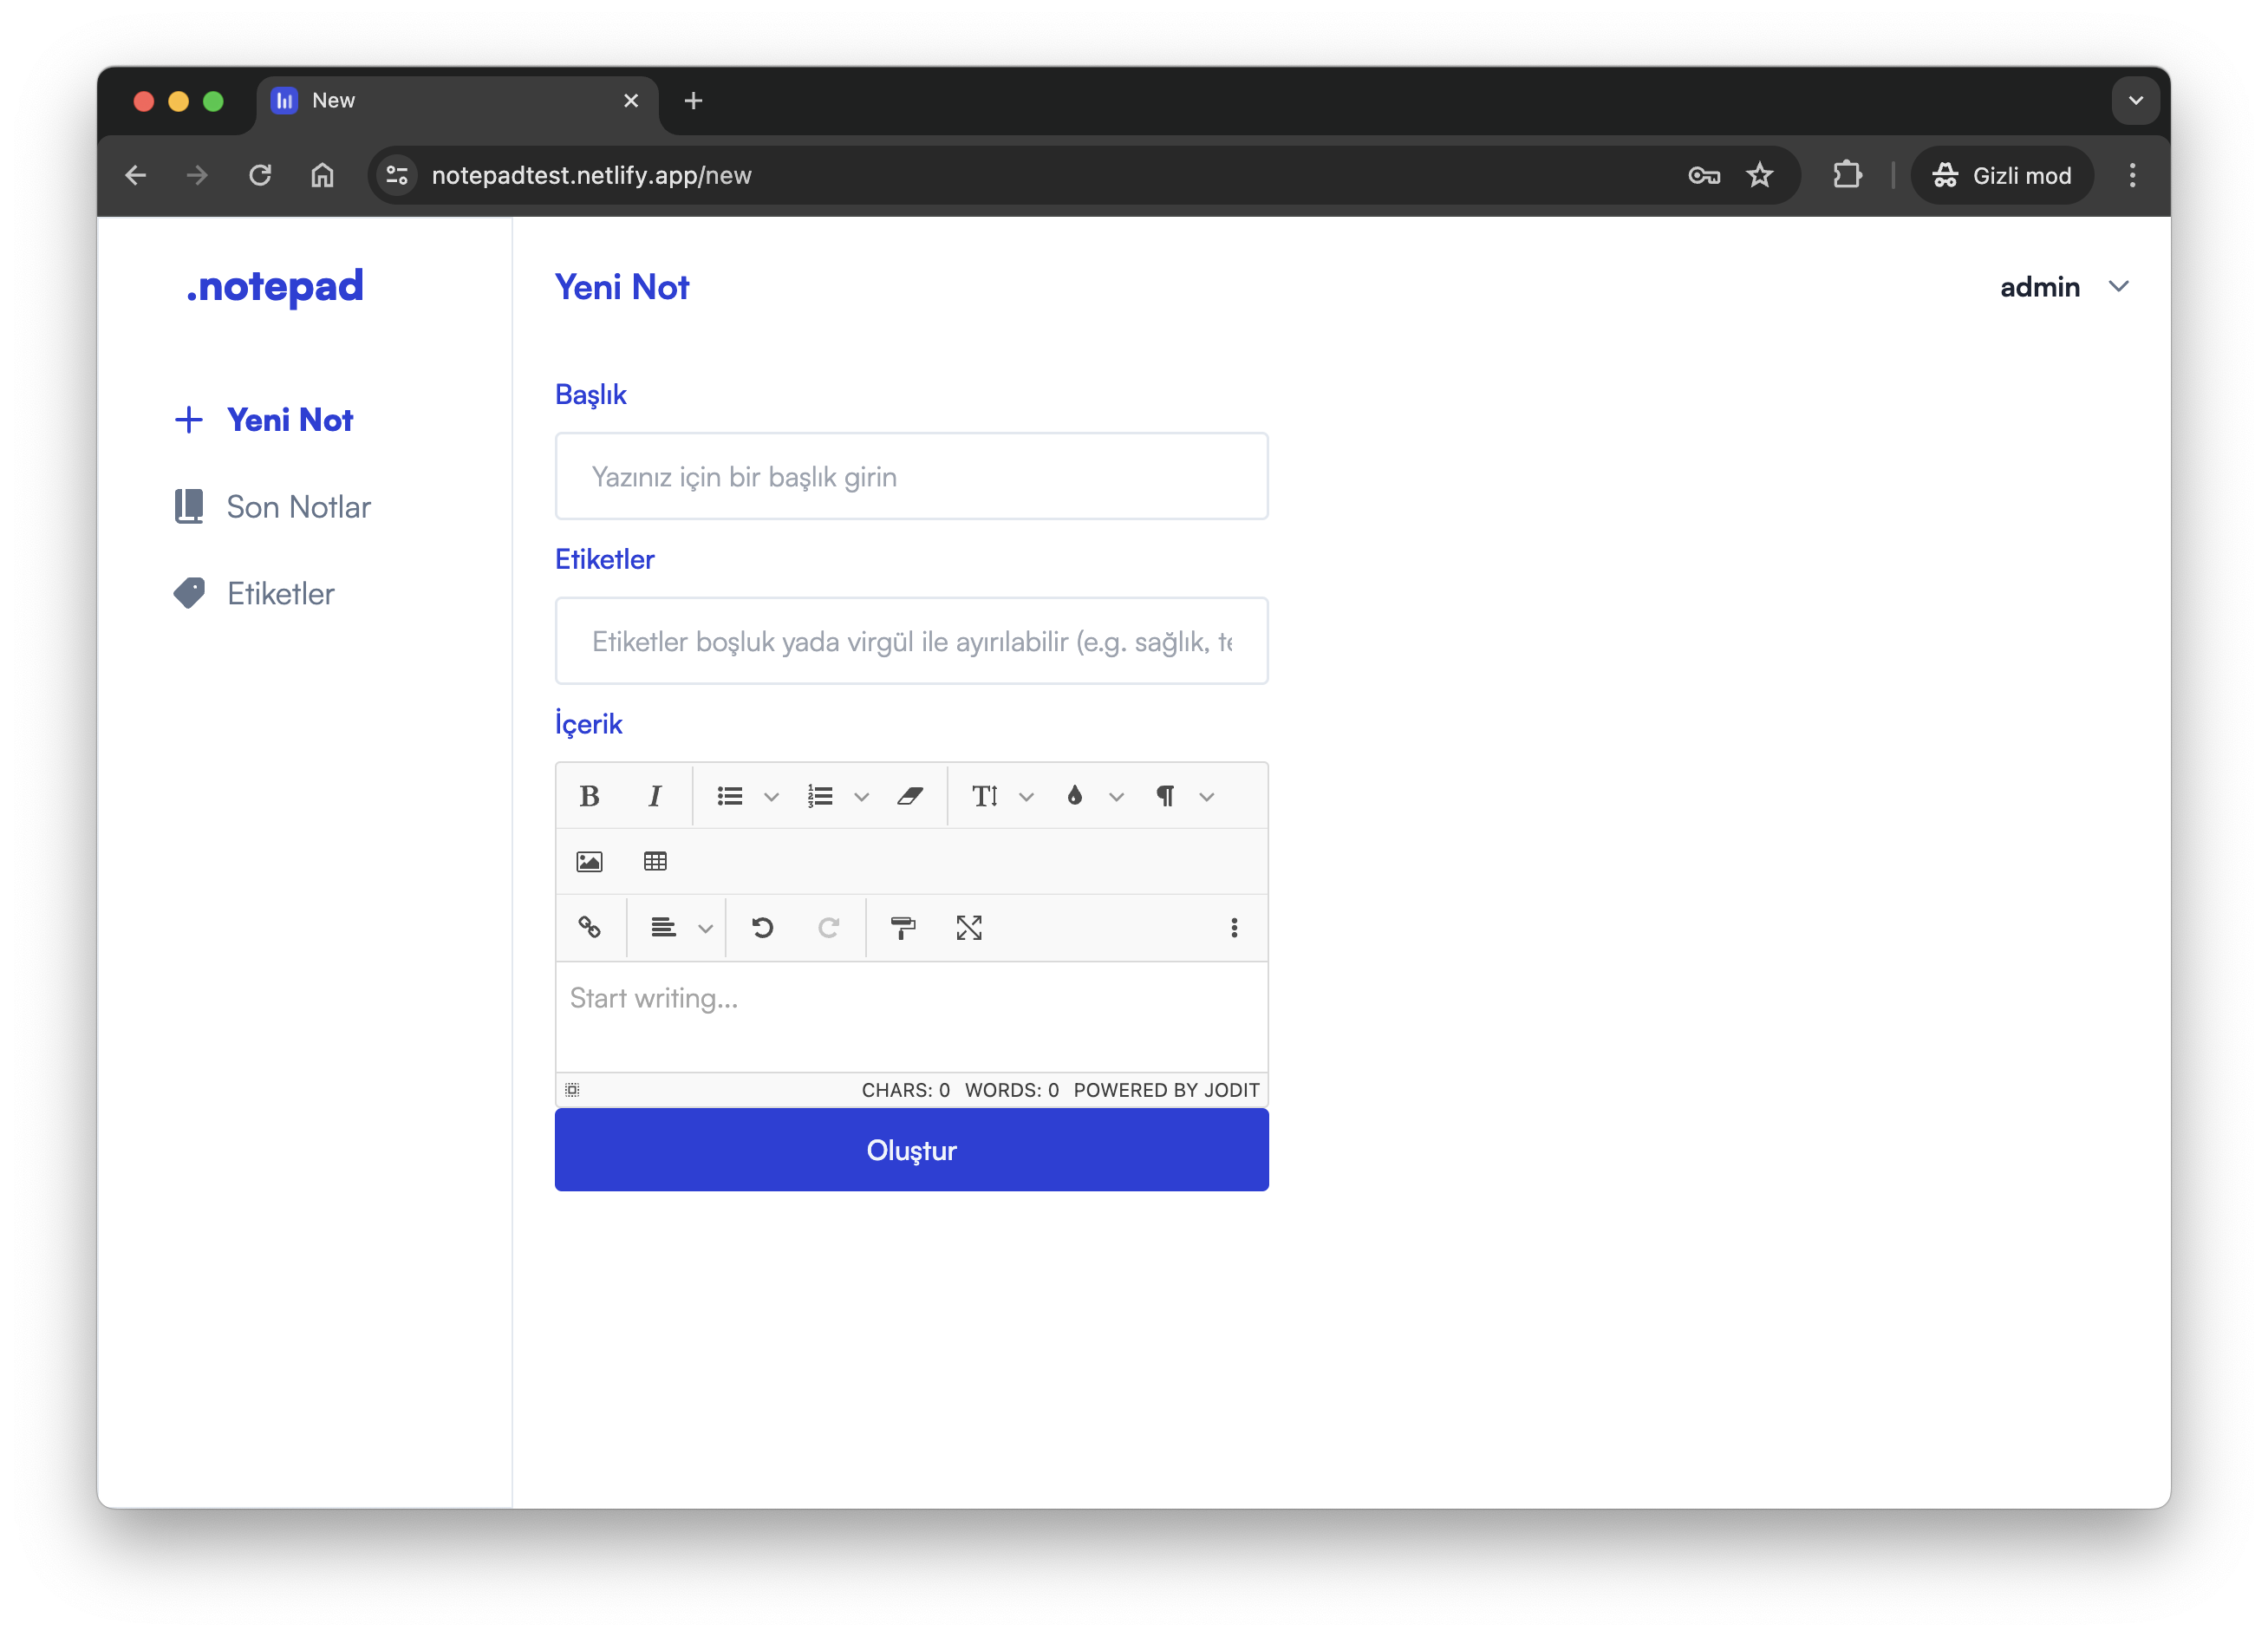 New
notepadtest.netlify.app/new
Gizli mod
.notepad
Yeni Not
Son Notlar
Etiketler
Yeni Not
admin
Başlık
Yazınız için bir başlık girin
Etiketler
Etiketler boşluk yada virgül ile ayırılabilir (e.g. sağlık, te
İçerik
Start writing...
CHARS: 0 WORDS: 0 POWERED BY JODIT
Oluştur